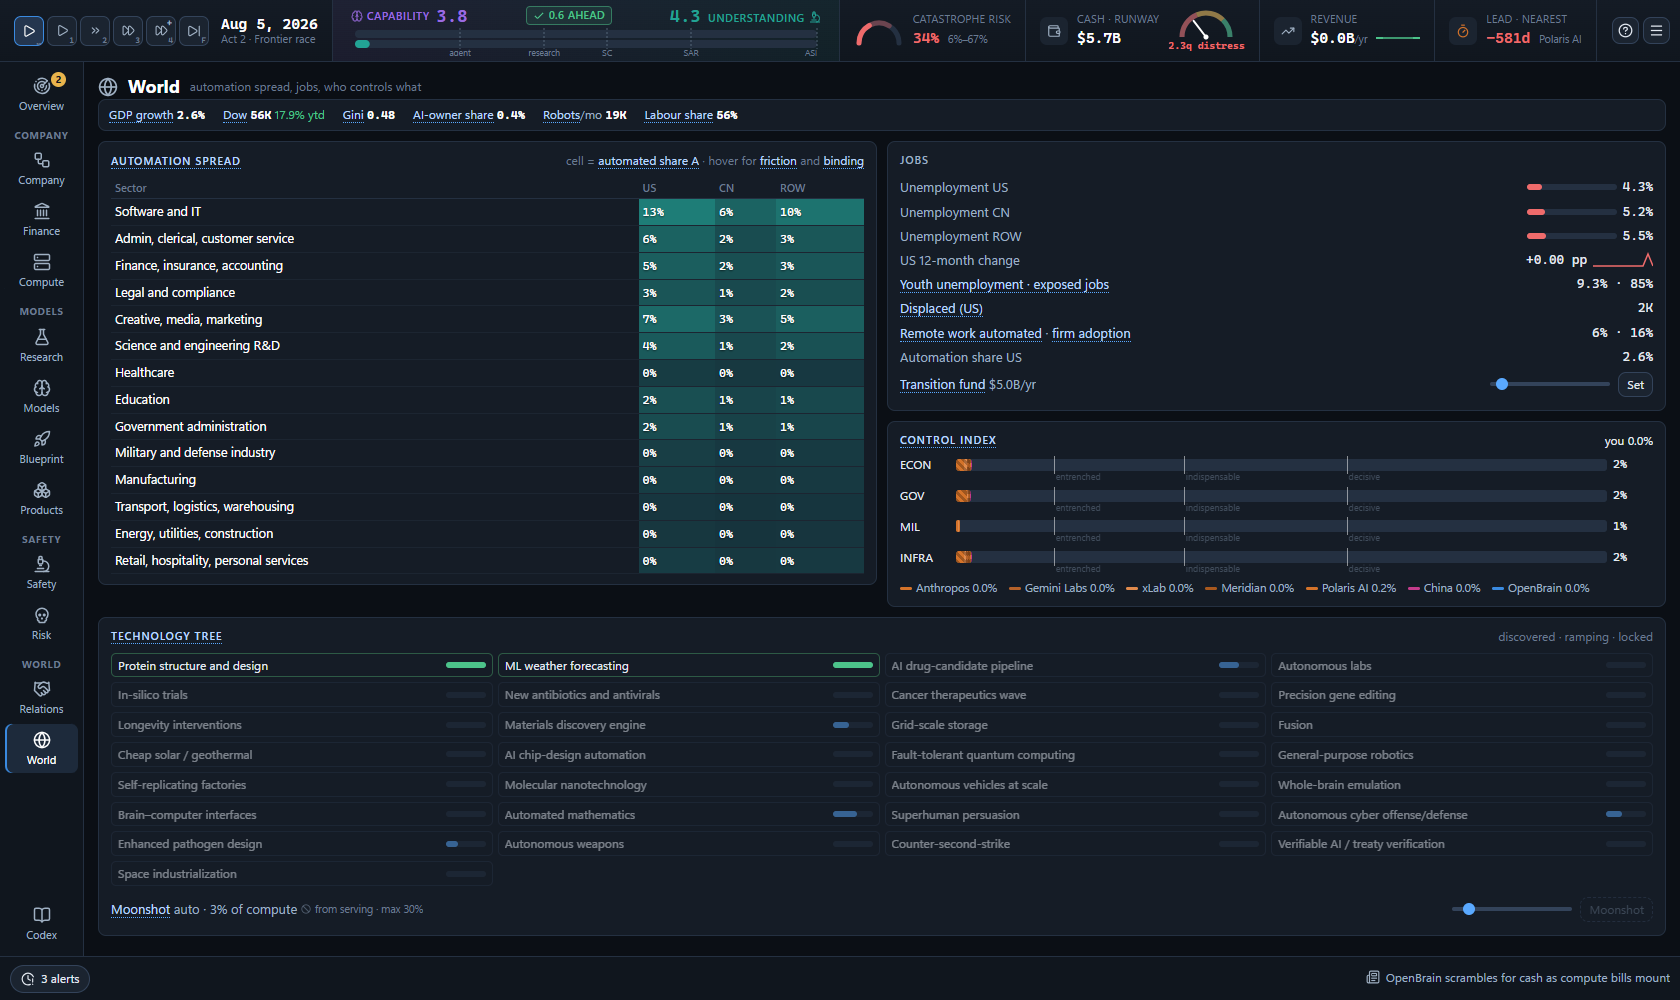 Aug 5, 2026
Act 2 · Frontier race
1
2
3
4
F
CAPABILITY 3.8
0.6 AHEAD
4.3 UNDERSTANDING
agent research SC SAR ASI
CATASTROPHE RISK
34% 6%–67%
CASH · RUNWAY
$5.7B
2.3q distress
REVENUE
$0.0B/yr
LEAD · NEAREST
−581d Polaris AI
2
Overview
COMPANY
Company
Finance
Compute
MODELS
Research
Models
Blueprint
Products
SAFETY
Safety
Risk
WORLD
Relations
World
Codex
World automation spread, jobs, who controls what
GDP growth 2.6% Dow 56K 17.9% ytd Gini 0.48 AI-owner share 0.4% Robots/mo 19K Labour share 56%
AUTOMATION SPREAD cell = automated share A · hover for friction and binding
Sector US CN ROW
Software and IT 13% 6% 10%
Admin, clerical, customer service 6% 2% 3%
Finance, insurance, accounting 5% 2% 3%
Legal and compliance 3% 1% 2%
Creative, media, marketing 7% 3% 5%
Science and engineering R&D 4% 1% 2%
Healthcare 0% 0% 0%
Education 2% 1% 1%
Government administration 2% 1% 1%
Military and defense industry 0% 0% 0%
Manufacturing 0% 0% 0%
Transport, logistics, warehousing 0% 0% 0%
Energy, utilities, construction 0% 0% 0%
Retail, hospitality, personal services 0% 0% 0%
JOBS
Unemployment US 4.3%
Unemployment CN 5.2%
Unemployment ROW 5.5%
US 12-month change +0.00 pp
Youth unemployment · exposed jobs 9.3% · 85%
Displaced (US) 2K
Remote work automated · firm adoption 6% · 16%
Automation share US 2.6%
Transition fund $5.0B/yr Set
CONTROL INDEX you 0.0%
ECON 2%
entrenched indispensable decisive
GOV 2%
entrenched indispensable decisive
MIL 1%
entrenched indispensable decisive
INFRA 2%
entrenched indispensable decisive
Anthropos 0.0% Gemini Labs 0.0% xLab 0.0% Meridian 0.0% Polaris AI 0.2% China 0.0% OpenBrain 0.0%
TECHNOLOGY TREE discovered · ramping · locked
Protein structure and design ML weather forecasting AI drug-candidate pipeline Autonomous labs
In-silico trials New antibiotics and antivirals Cancer therapeutics wave Precision gene editing
Longevity interventions Materials discovery engine Grid-scale storage Fusion
Cheap solar / geothermal AI chip-design automation Fault-tolerant quantum computing General-purpose robotics
Self-replicating factories Molecular nanotechnology Autonomous vehicles at scale Whole-brain emulation
Brain–computer interfaces Automated mathematics Superhuman persuasion Autonomous cyber offense/defense
Enhanced pathogen design Autonomous weapons Counter-second-strike Verifiable AI / treaty verification
Space industrialization
Moonshot auto · 3% of compute from serving · max 30% Moonshot
3 alerts
OpenBrain scrambles for cash as compute bills mount